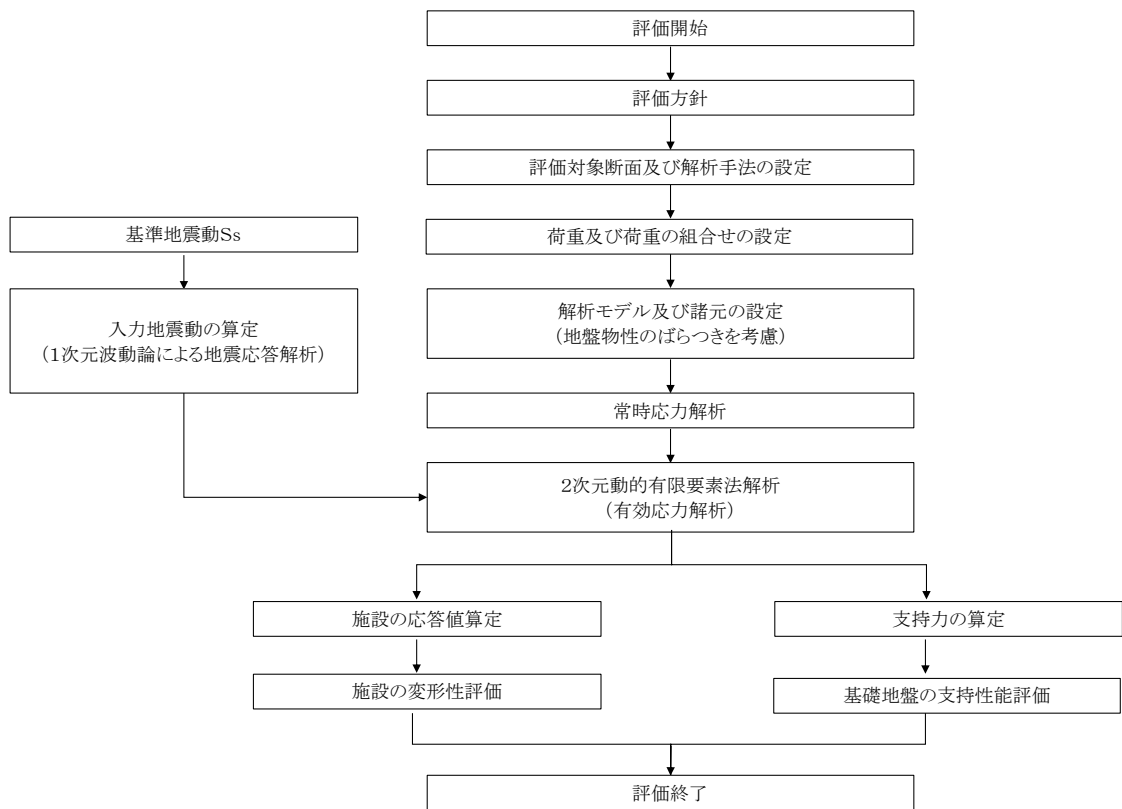 評価開始
評価方針
評価対象断面及び解析手法の設定
基準地震動Ss
荷重及び荷重の組合せの設定
入力地震動の算定
（1次元波動論による地震応答解析）
解析モデル及び諸元の設定
（地盤物性のばらつきを考慮）
常時応力解析
2次元動的有限要素法解析
（有効応力解析）
施設の応答値算定
支持力の算定
施設の変形性評価
基礎地盤の支持性能評価
評価終了